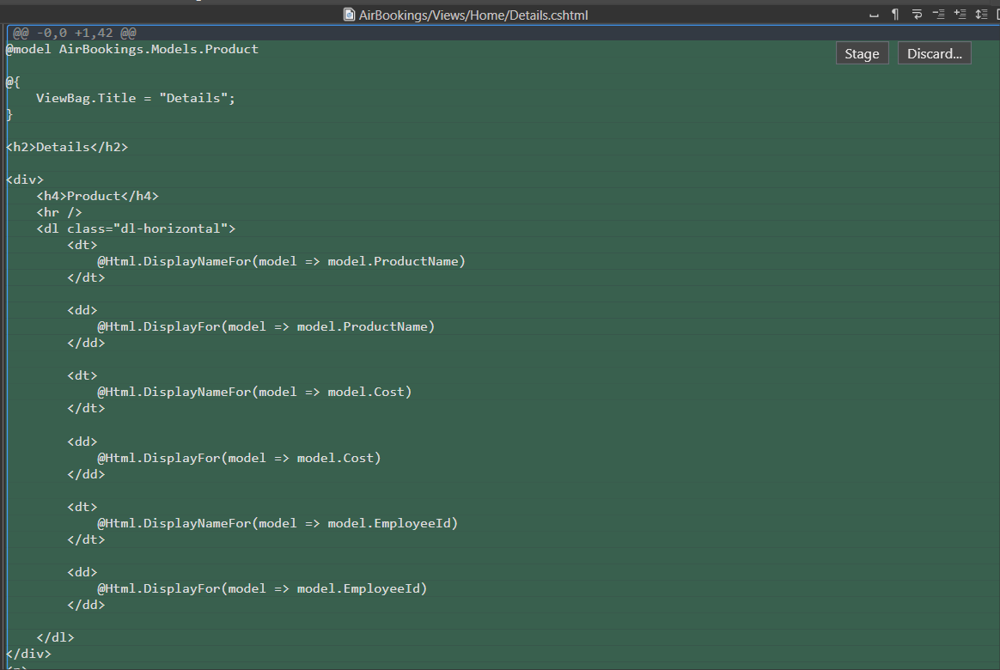 AirBookings/Views/Home/Details.cshtml
@@ -0,0 +1,42 @@
@model AirBookings.Models.Product
Stage
Discard...
@{
    ViewBag.Title = "Details";
}
<h2>Details</h2>
<div>
    <h4>Product</h4>
    <hr />
    <dl class="dl-horizontal">
        <dt>
            @Html.DisplayNameFor(model => model.ProductName)
        </dt>
        <dd>
            @Html.DisplayFor(model => model.ProductName)
        </dd>
        <dt>
            @Html.DisplayNameFor(model => model.Cost)
        </dt>
        <dd>
            @Html.DisplayFor(model => model.Cost)
        </dd>
        <dt>
            @Html.DisplayNameFor(model => model.EmployeeId)
        </dt>
        <dd>
            @Html.DisplayFor(model => model.EmployeeId)
        </dd>
    </dl>
</div>